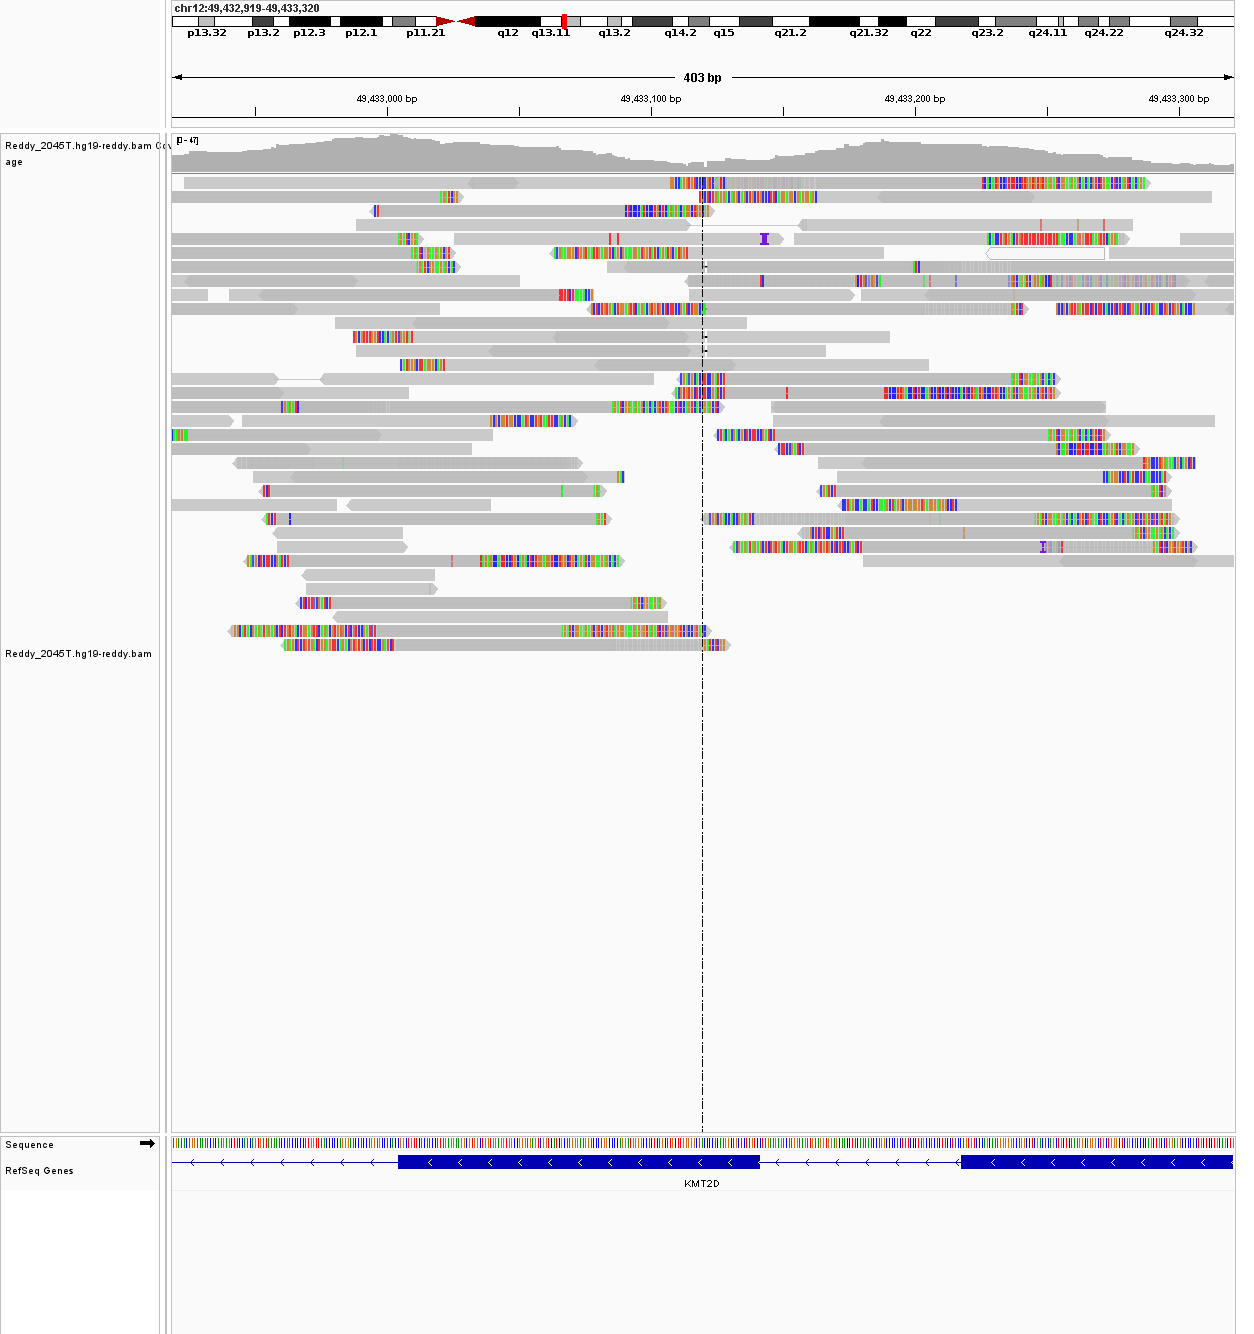 chr12:49,432,919-49,433,320
p13.32 p13.2 p12.3 p12.1 p11.21 q12 q13.11 q13.2 q14.2 q15 q21.2 q21.32 q22 q23.2 q24.11 q24.22 q24.32
403 bp
49,433,000 bp 49,433,100 bp 49,433,200 bp 49,433,300 bp
[0 - 47]
Reddy_2045T.hg19-reddy.bam Cov
age
Reddy_2045T.hg19-reddy.bam
Sequence
RefSeq Genes
KMT2D